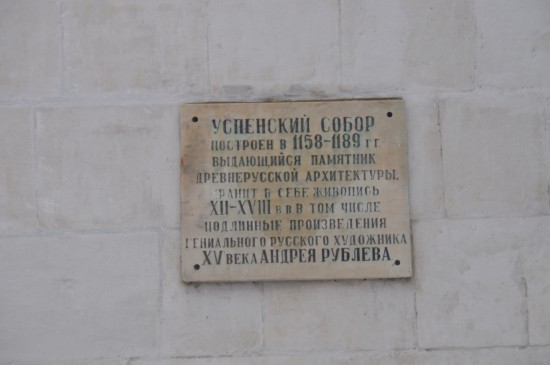 УСПЕНСКИЙ СОБОР
ПОСТРОЕН В 1158-1189 ГГ
ВЫДАЮЩИЙСЯ ПАМЯТНИК
ДРЕВНЕРУССКОЙ АРХИТЕКТУРЫ,
ХРАНИТ В СЕБЕ ЖИВОПИСЬ
XII-XVIII В В В ТОМ ЧИСЛЕ
ПОДЛИННЫЕ ПРОИЗВЕДЕНИЯ
ГЕНИАЛЬНОГО РУССКОГО ХУДОЖНИКА
XV ВЕКА АНДРЕЯ РУБЛЕВА